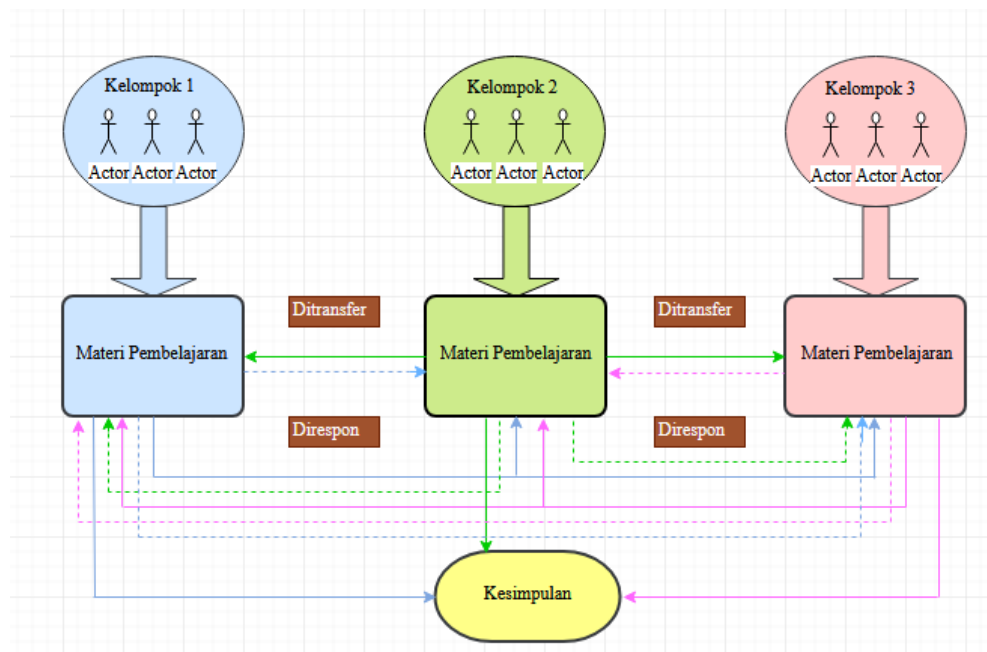 Kelompok 1
Kelompok 2
Kelompok 3
Actor Actor Actor
Actor Actor Actor
Actor Actor Actor
Ditransfer
Ditransfer
Materi Pembelajaran
Materi Pembelajaran
Materi Pembelajaran
Direspon
Direspon
Kesimpulan